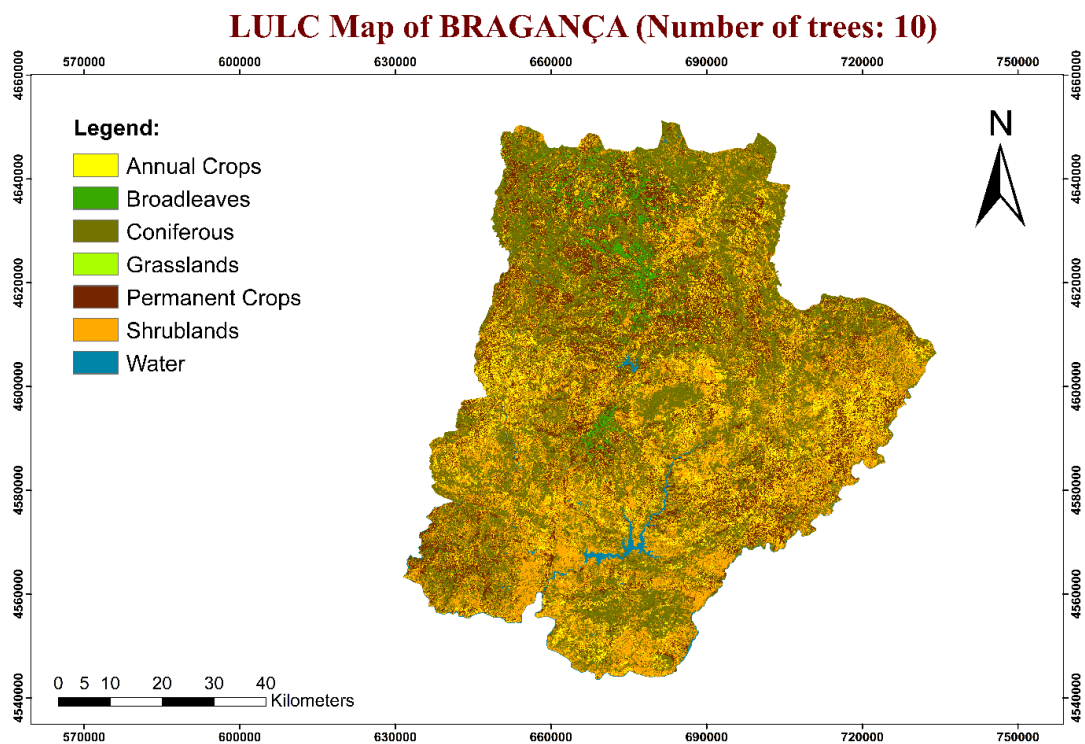 LULC Map of BRAGANÇA (Number of trees: 10)
570000 600000 630000 660000 690000 720000 750000
4660000 4660000
Legend:
N
Annual Crops
4640000 4640000
Broadleaves
Coniferous
Grasslands
4620000 4620000
Permanent Crops
Shrublands
Water
4600000 4600000
4580000 4580000
4560000 4560000
0 5 10 20 30 40
Kilometers
4540000 4540000
570000 600000 630000 660000 690000 720000 750000